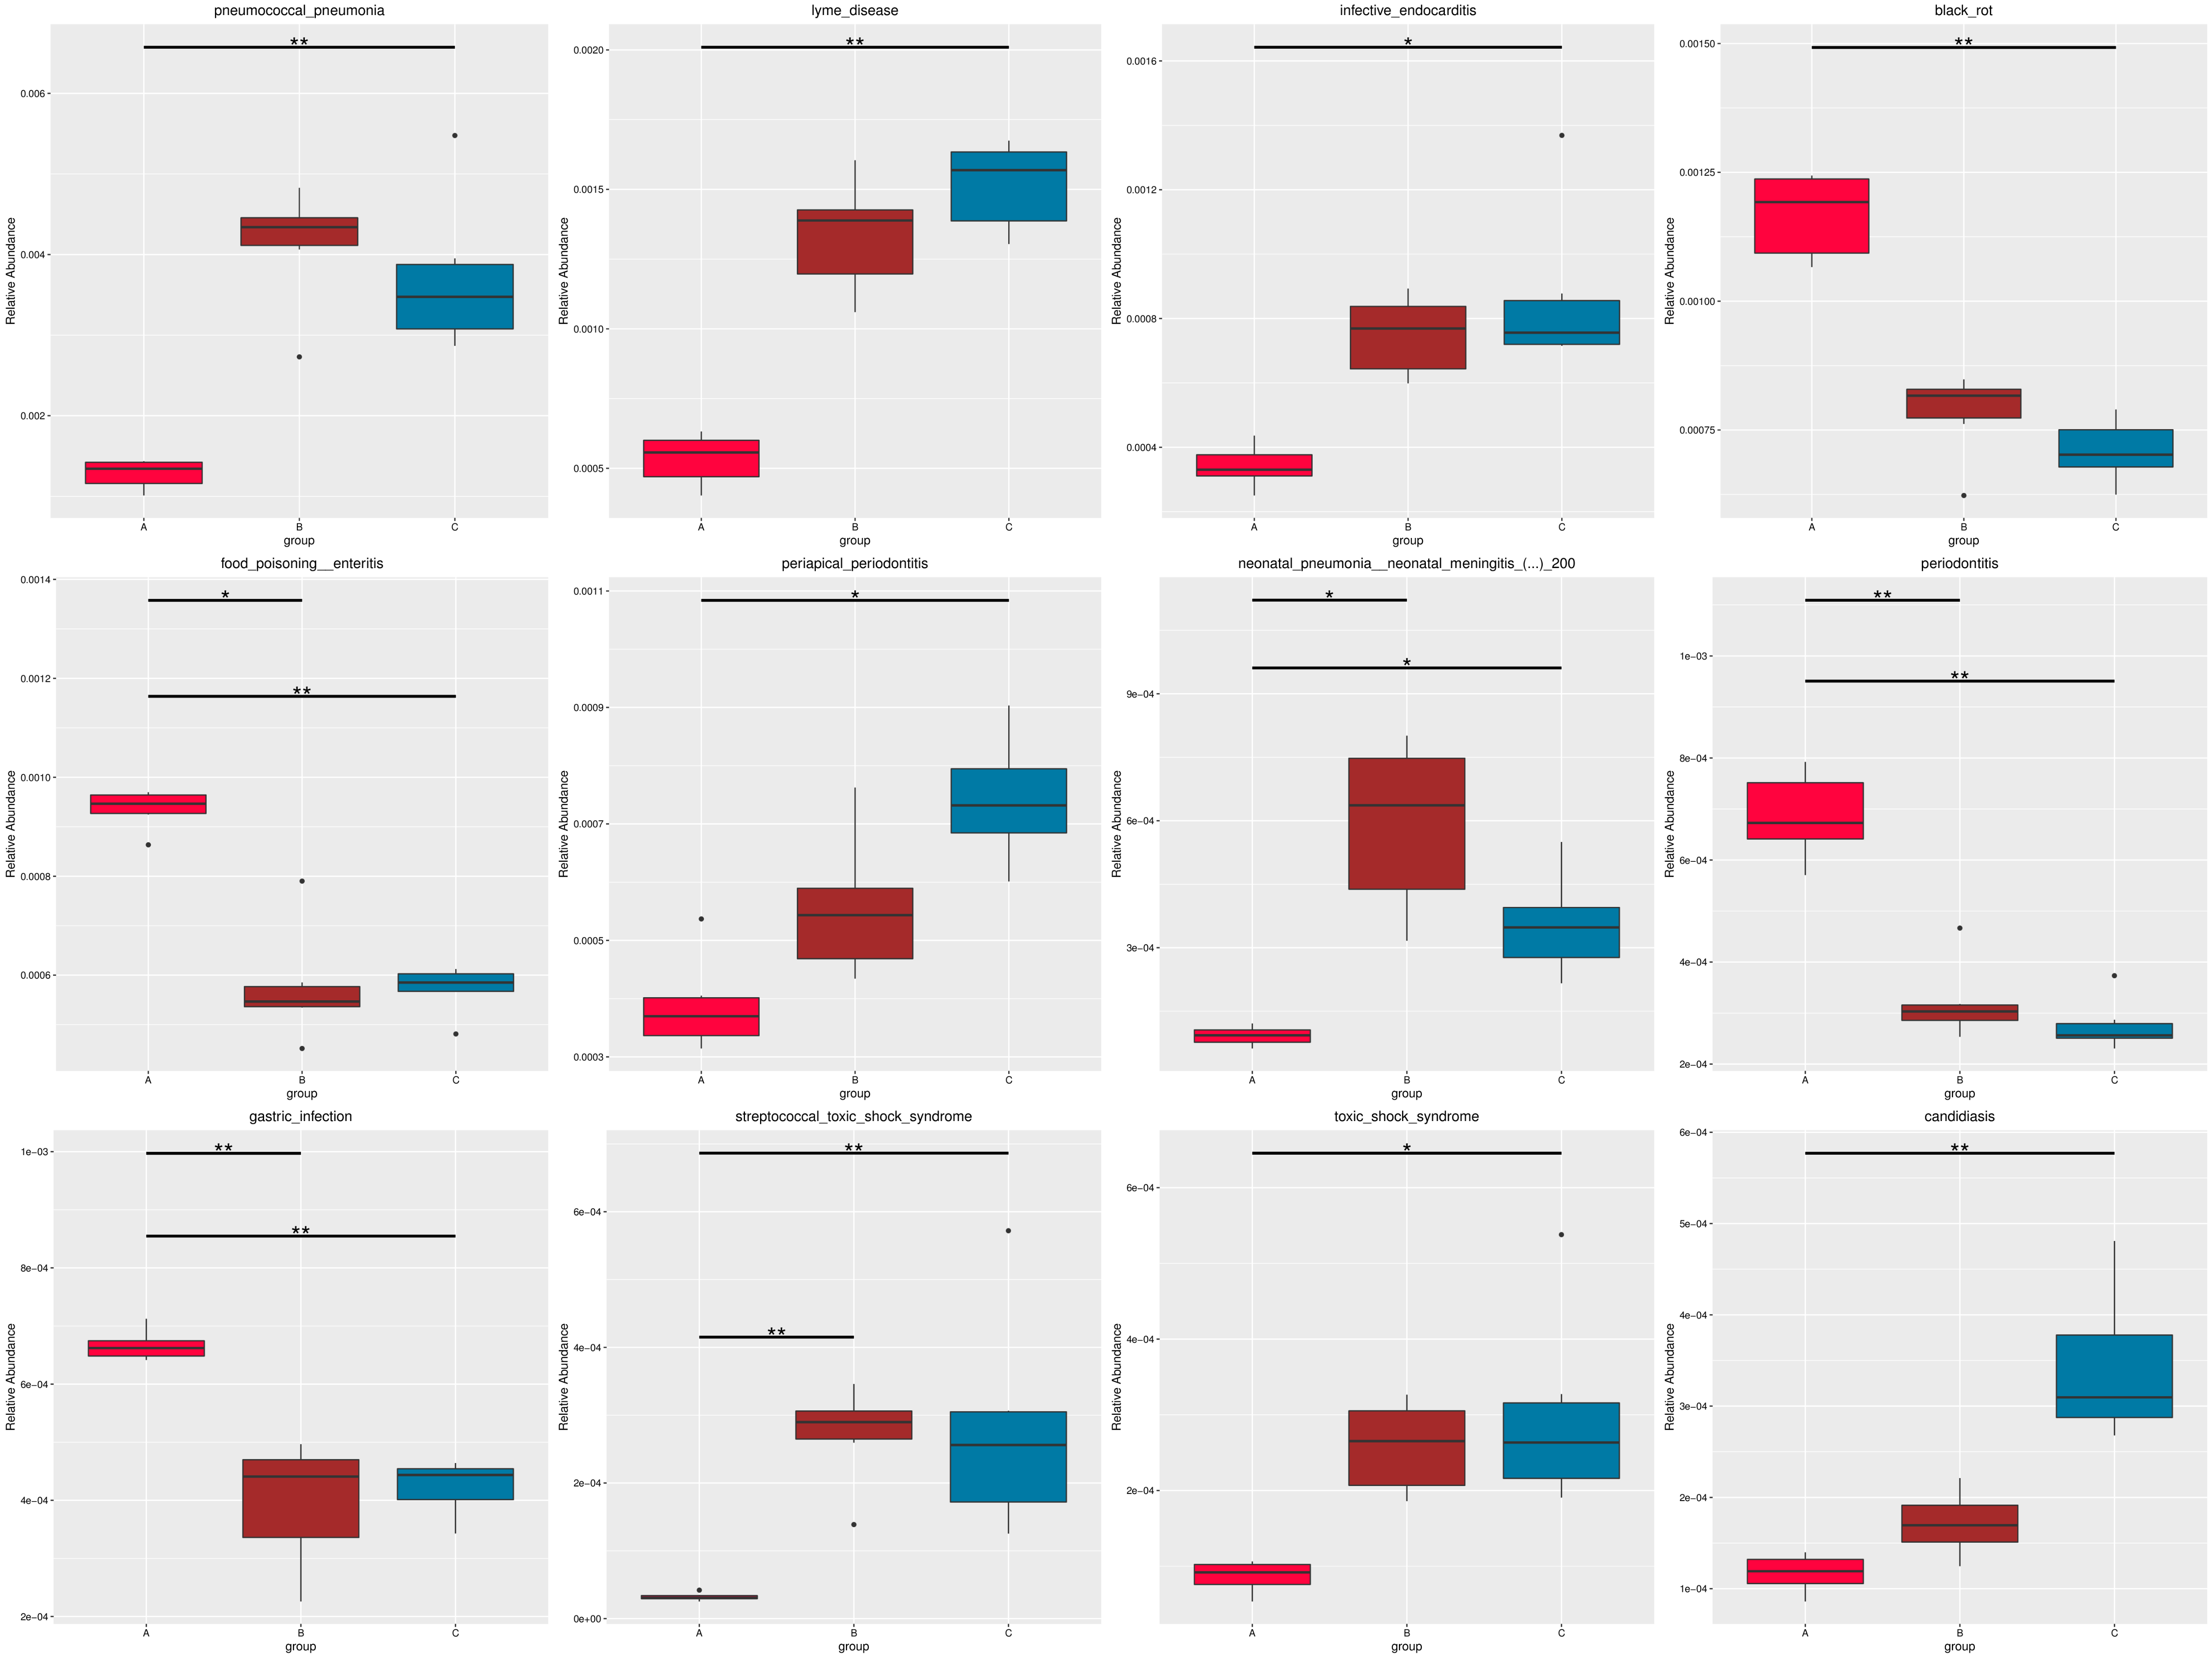 pneumococcal_pneumonia
**
0.006
0.004
0.002
Relative Abundance
A B C
group
lyme_disease
**
0.0020
0.0015
0.0010
0.0005
Relative Abundance
A B C
group
infective_endocarditis
*
0.0016
0.0012
0.0008
0.0004
Relative Abundance
A B C
group
black_rot
**
0.00150
0.00125
0.00100
0.00075
Relative Abundance
A B C
group
food_poisoning__enteritis
0.0014
*
0.0012
**
0.0010
0.0008
0.0006
Relative Abundance
A B C
group
periapical_periodontitis
0.0011
*
0.0009
0.0007
0.0005
0.0003
Relative Abundance
A B C
group
neonatal_pneumonia__neonatal_meningitis_(...)_200
*
*
9e−04
6e−04
3e−04
Relative Abundance
A B C
group
periodontitis
**
1e−03
**
8e−04
6e−04
4e−04
2e−04
Relative Abundance
A B C
group
gastric_infection
**
1e−03
**
8e−04
6e−04
4e−04
2e−04
Relative Abundance
A B C
group
streptococcal_toxic_shock_syndrome
**
6e−04
**
4e−04
2e−04
0e+00
Relative Abundance
A B C
group
toxic_shock_syndrome
*
6e−04
4e−04
2e−04
Relative Abundance
A B C
group
candidiasis
6e−04
**
5e−04
4e−04
3e−04
2e−04
1e−04
Relative Abundance
A B C
group